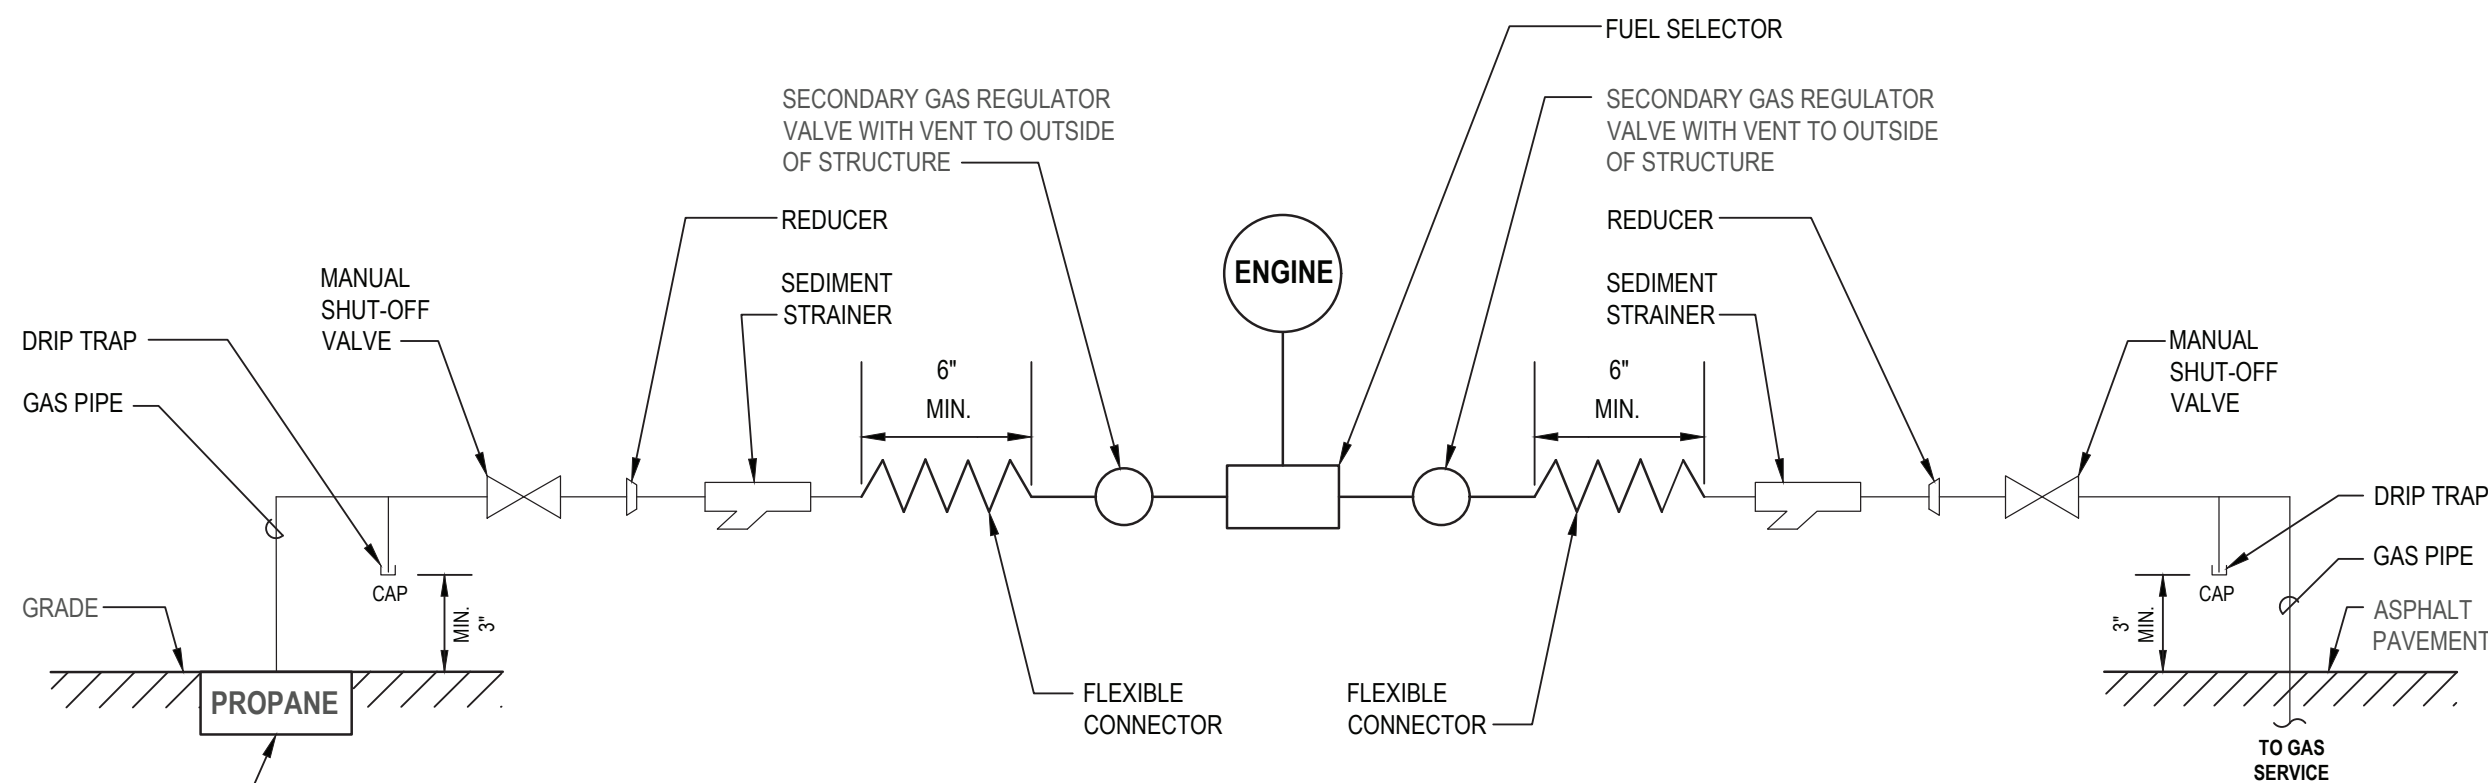 FUEL SELECTOR
SECONDARY GAS REGULATOR
VALVE WITH VENT TO OUTSIDE
OF STRUCTURE
SECONDARY GAS REGULATOR
VALVE WITH VENT TO OUTSIDE
OF STRUCTURE
REDUCER
REDUCER
ENGINE
MANUAL
SHUT-OFF
VALVE
SEDIMENT
STRAINER
SEDIMENT
STRAINER
DRIP TRAP
GAS PIPE
6"
MIN.
6"
MIN.
MANUAL
SHUT-OFF
VALVE
DRIP TRAP
GAS PIPE
CAP
MIN.
3"
GRADE
CAP
3"
MIN.
ASPHALT
PAVEMENT
PROPANE
FLEXIBLE
CONNECTOR
FLEXIBLE
CONNECTOR
TO GAS
SERVICE